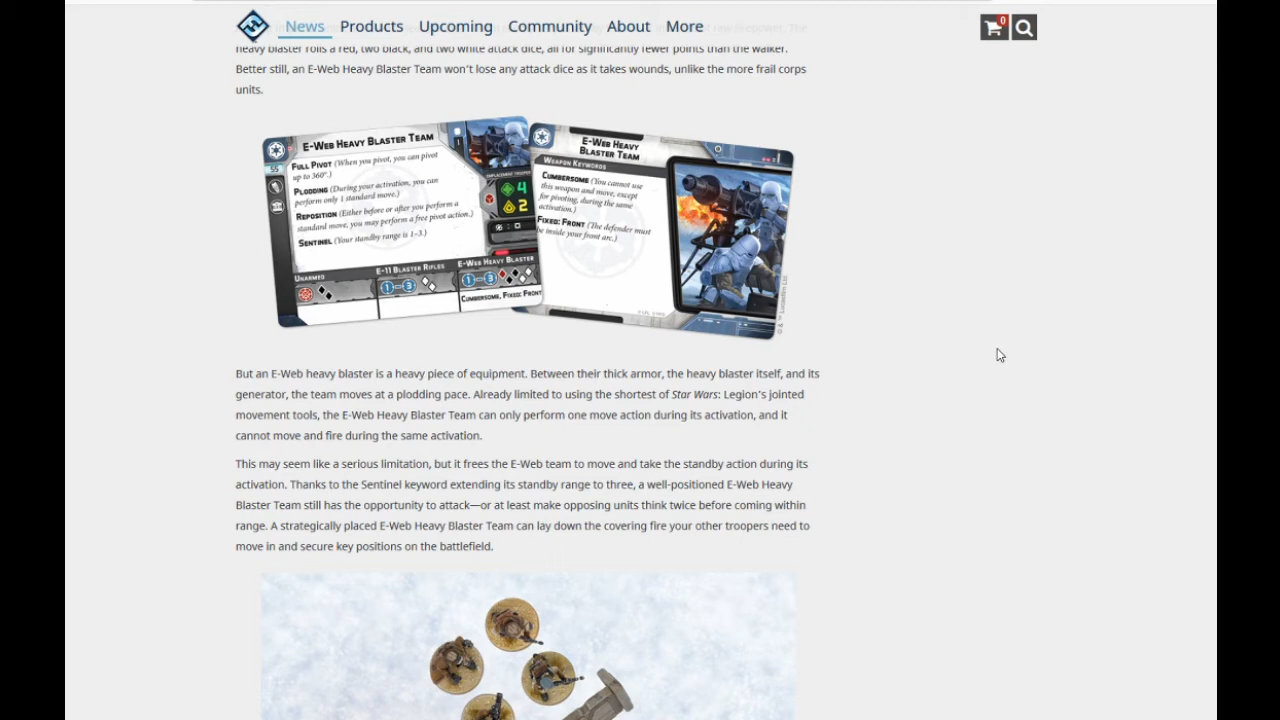 News Products Upcoming Community About More
0
heavy blaster rolls a red, two black, and two white attack dice, all for significantly fewer points than the walker.
Better still, an E-Web Heavy Blaster Team won't lose any attack dice as it takes wounds, unlike the more frail corps
units.
E-Web Heavy Blaster Team
Full Pivot (When you pivot, you can pivot
up to 360°.)
Plodding (During your activation, you can
perform only 1 standard move.)
Reposition (Either before or after you perform a
standard move, you may perform a free pivot action.)
Sentinel (Your standby range is 1–3.)
55
1
Emplacement Trooper
4
2
Unarmed
E-11 Blaster Rifles
1 3
E-Web Heavy Blaster
1 3
Cumbersome, Fixed: Front
E-Web Heavy
Blaster Team
Weapon Keywords
Cumbersome (You cannot use
this weapon and move, except
for pivoting, during the same
activation.)
Fixed: Front (The defender must
be inside your front arc.)
© & ™ Lucasfilm Ltd.
But an E-Web heavy blaster is a heavy piece of equipment. Between their thick armor, the heavy blaster itself, and its
generator, the team moves at a plodding pace. Already limited to using the shortest of Star Wars: Legion's jointed
movement tools, the E-Web Heavy Blaster Team can only perform one move action during its activation, and it
cannot move and fire during the same activation.
This may seem like a serious limitation, but it frees the E-Web team to move and take the standby action during its
activation. Thanks to the Sentinel keyword extending its standby range to three, a well-positioned E-Web Heavy
Blaster Team still has the opportunity to attack—or at least make opposing units think twice before coming within
range. A strategically placed E-Web Heavy Blaster Team can lay down the covering fire your other troopers need to
move in and secure key positions on the battlefield.